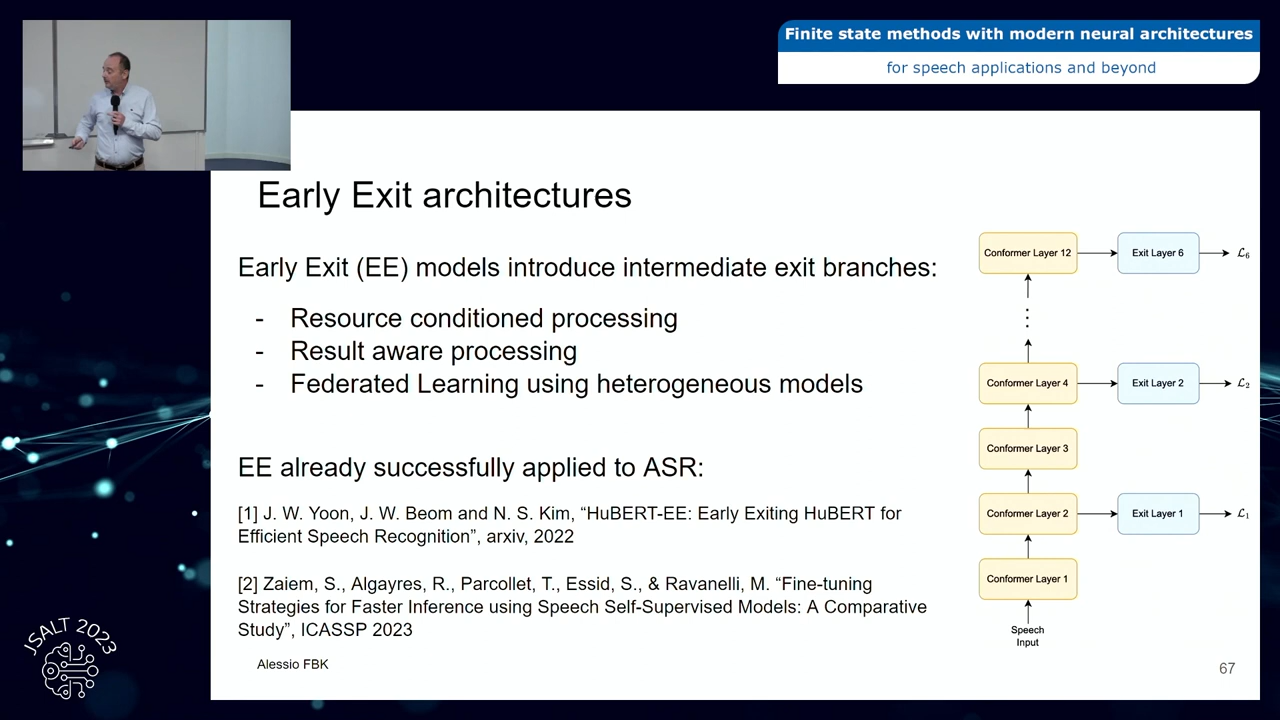 Finite state methods with modern neural architectures
for speech applications and beyond
Early Exit architectures
Early Exit (EE) models introduce intermediate exit branches:
- Resource conditioned processing
- Result aware processing
- Federated Learning using heterogeneous models
EE already successfully applied to ASR:
[1] J. W. Yoon, J. W. Beom and N. S. Kim, “HuBERT-EE: Early Exiting HuBERT for
Efficient Speech Recognition”, arxiv, 2022
[2] Zaiem, S., Algayres, R., Parcollet, T., Essid, S., & Ravanelli, M. “Fine-tuning
Strategies for Faster Inference using Speech Self-Supervised Models: A Comparative
Study”, ICASSP 2023
Alessio FBK
Conformer Layer 12
Exit Layer 6
ℒ₆
⋮
Conformer Layer 4
Exit Layer 2
ℒ₂
Conformer Layer 3
Conformer Layer 2
Exit Layer 1
ℒ₁
Conformer Layer 1
Speech
Input
67
JSALT 2023